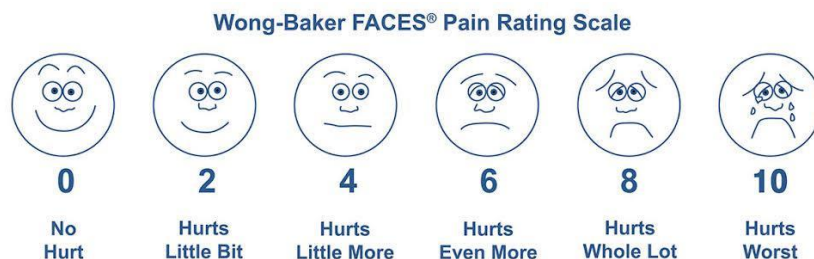 Wong-Baker FACES® Pain Rating Scale
0 2 4 6 8 10
No Hurts Hurts Hurts Hurts Hurts
Hurt Little Bit Little More Even More Whole Lot Worst